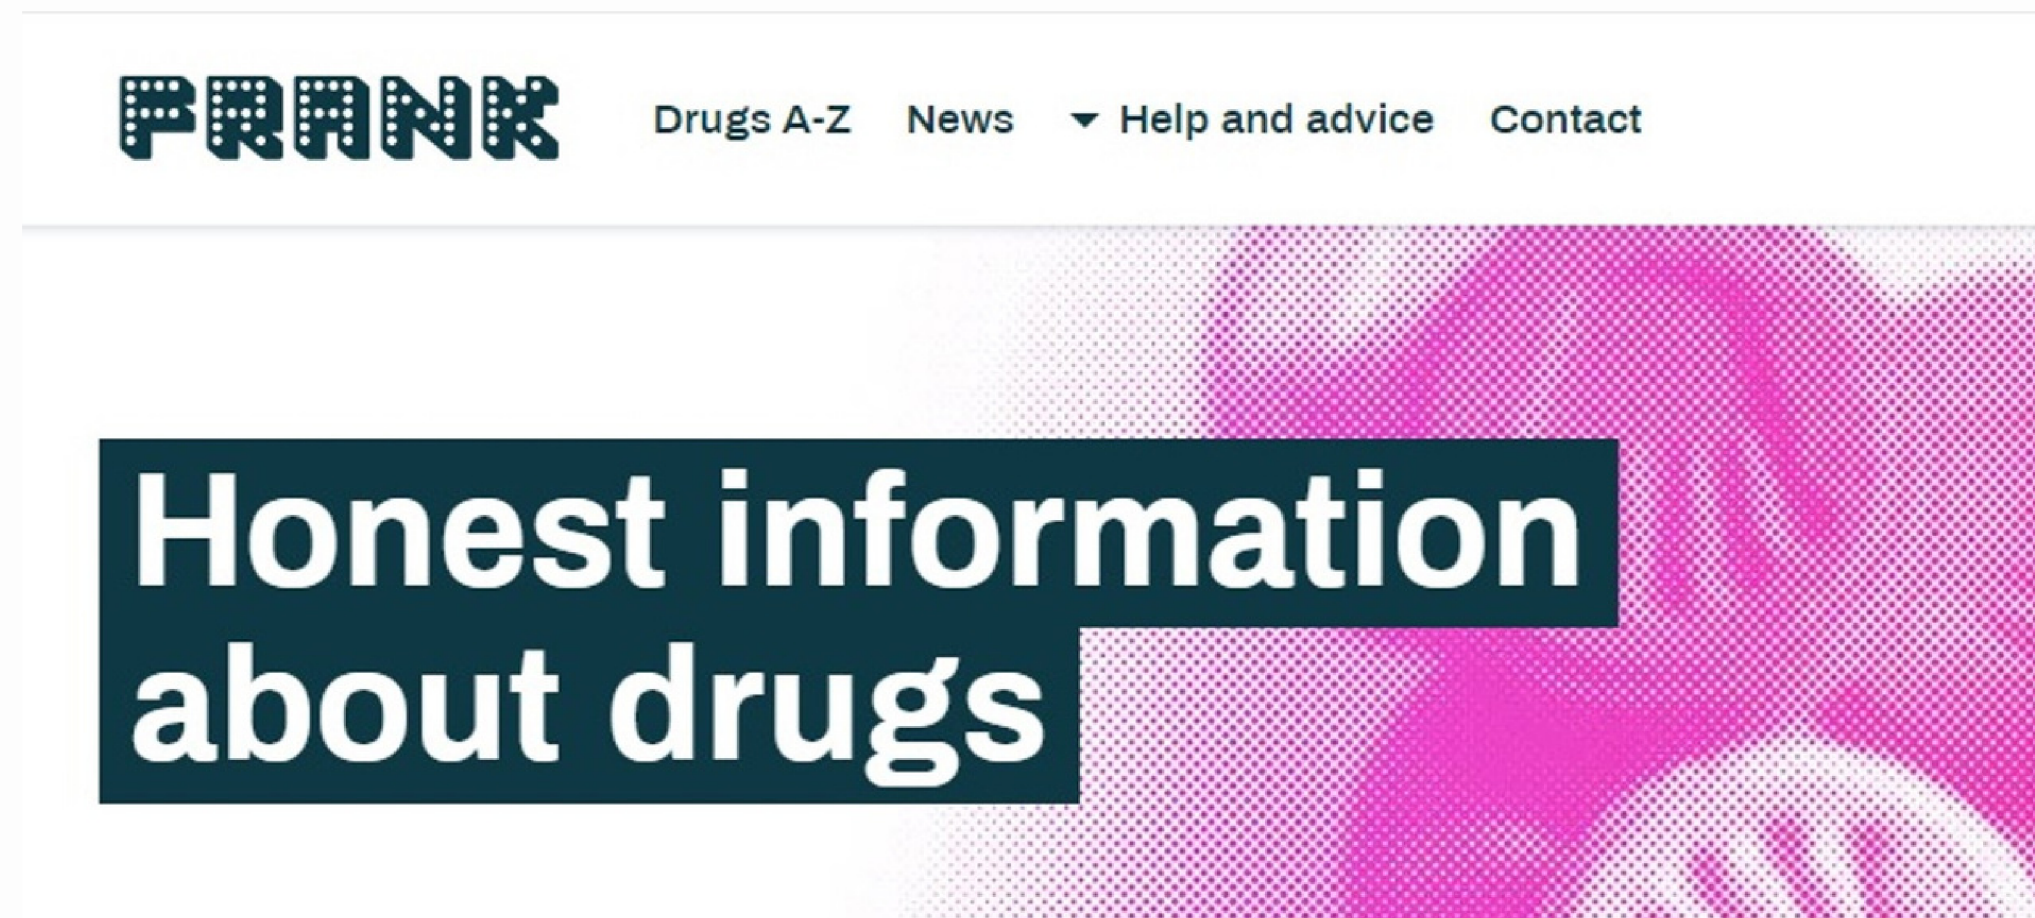 FRANK Drugs A-Z News Help and advice Contact
Honest information
about drugs